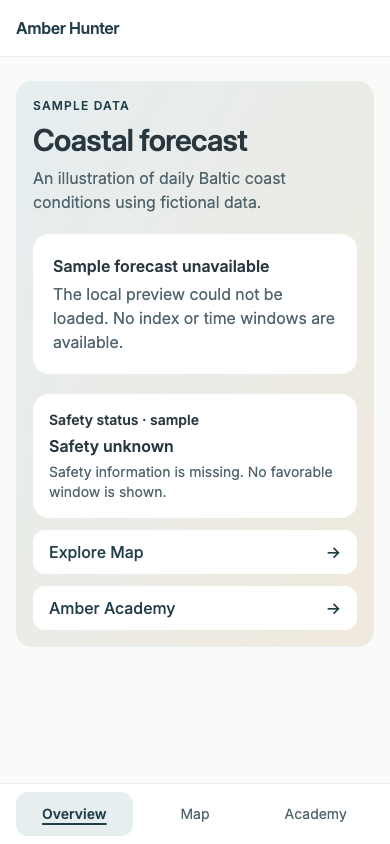 Amber Hunter
SAMPLE DATA
Coastal forecast
An illustration of daily Baltic coast
conditions using fictional data.
Sample forecast unavailable
The local preview could not be
loaded. No index or time windows are
available.
Safety status · sample
Safety unknown
Safety information is missing. No favorable
window is shown.
Explore Map →
Amber Academy →
Overview Map Academy